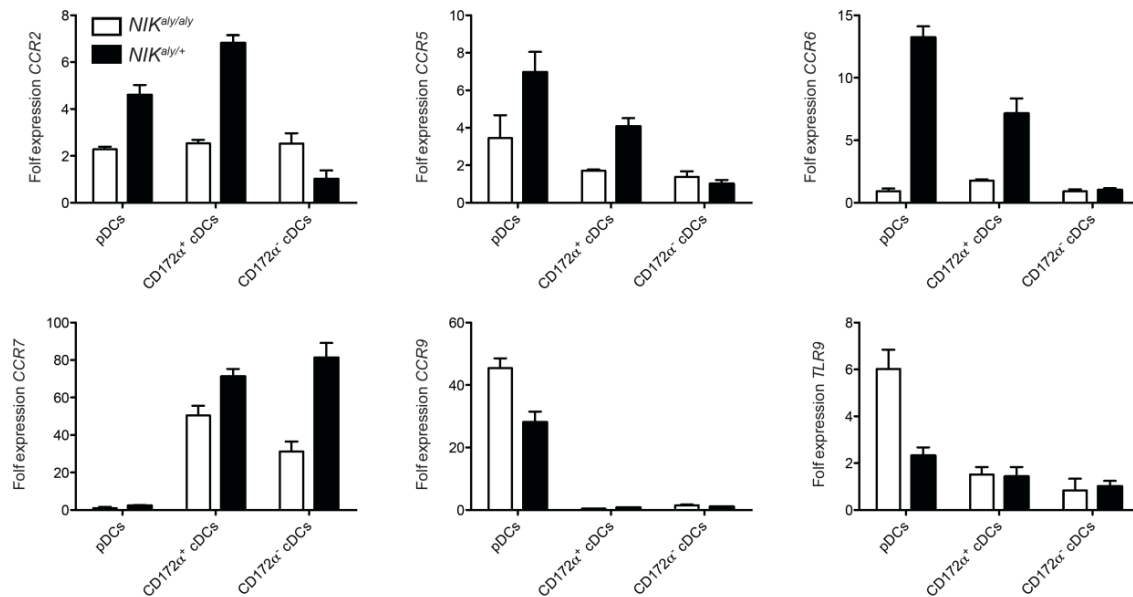 Folf expression CCR2
8
6
4
2
0
NIK^aly/aly
NIK^aly/+
pDCs
CD172α⁺ cDCs
CD172α⁻ cDCs
Folf expression CCR5
10
8
6
4
2
0
pDCs
CD172α⁺ cDCs
CD172α⁻ cDCs
Folf expression CCR6
15
10
5
0
pDCs
CD172α⁺ cDCs
CD172α⁻ cDCs
Folf expression CCR7
100
80
60
40
20
0
pDCs
CD172α⁺ cDCs
CD172α⁻ cDCs
Folf expression CCR9
60
40
20
0
pDCs
CD172α⁺ cDCs
CD172α⁻ cDCs
Folf expression TLR9
8
6
4
2
0
pDCs
CD172α⁺ cDCs
CD172α⁻ cDCs